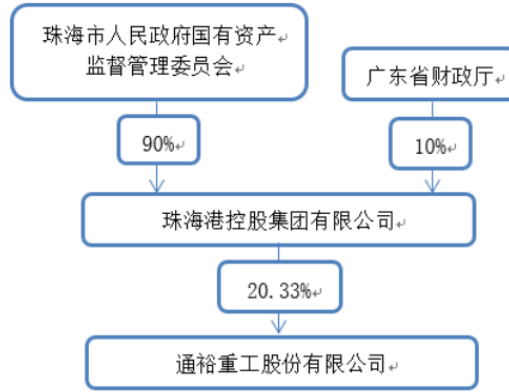 珠海市人民政府国有资产
监督管理委员会
广东省财政厅
90%
10%
珠海港控股集团有限公司
20.33%
通裕重工股份有限公司